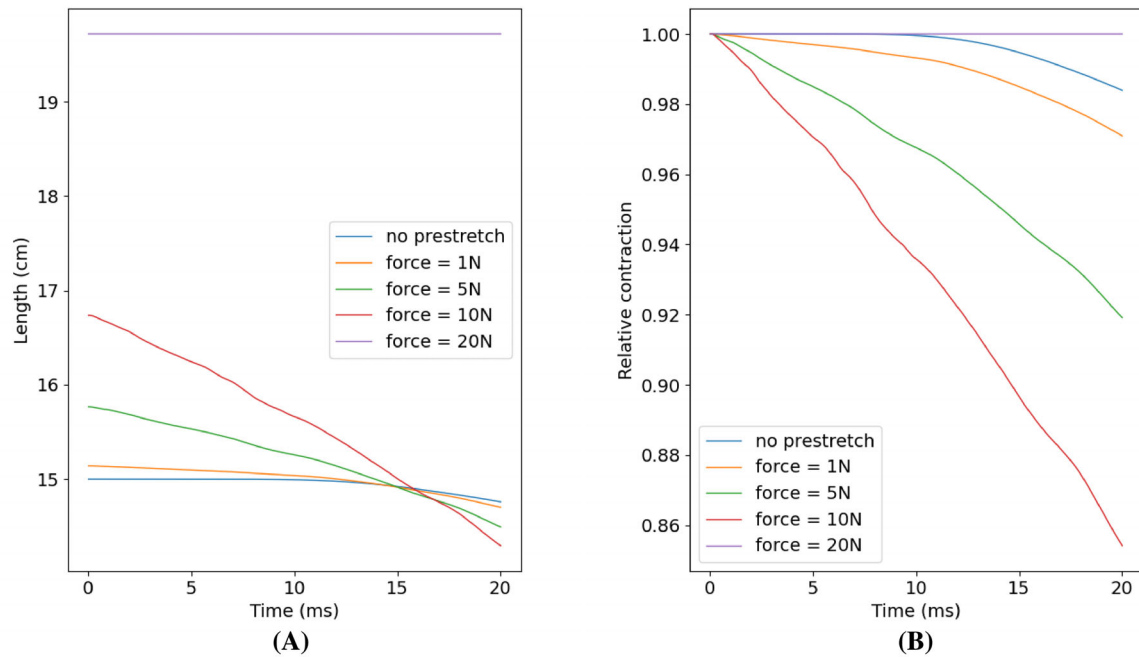 Length (cm)
19
18
17
16
15
no prestretch
force = 1N
force = 5N
force = 10N
force = 20N
0
5
10
15
20
Time (ms)
(A)
Relative contraction
1.00
0.98
0.96
0.94
0.92
0.90
0.88
0.86
no prestretch
force = 1N
force = 5N
force = 10N
force = 20N
0
5
10
15
20
Time (ms)
(B)